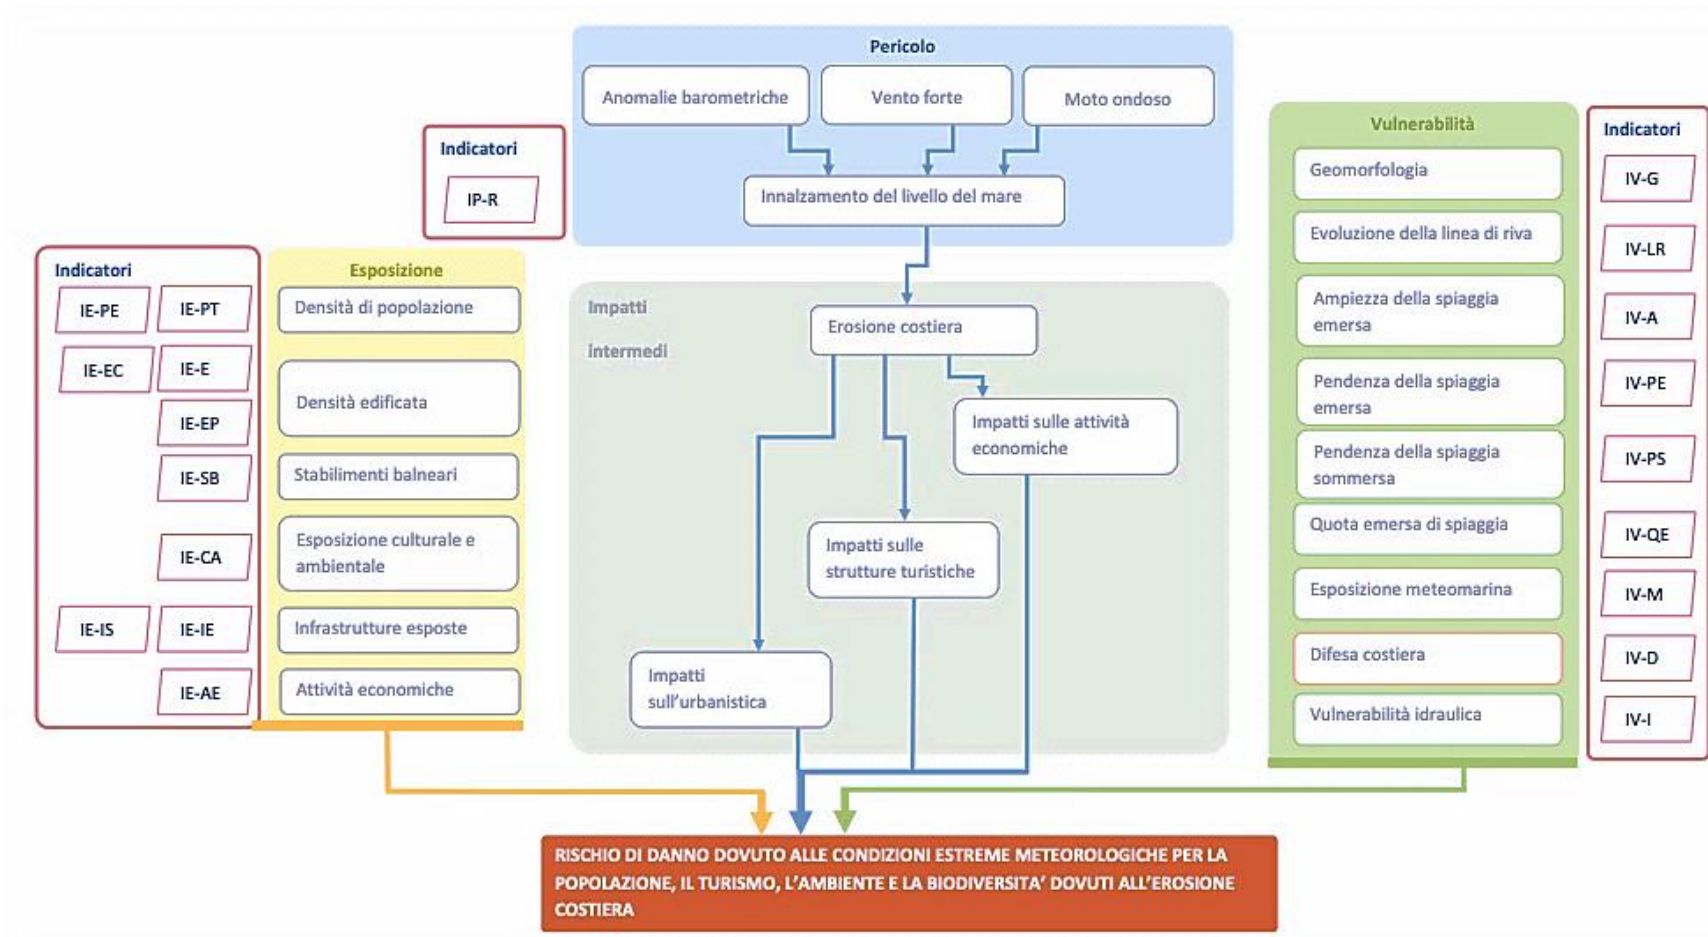 Pericolo
Anomalie barometriche
Vento forte
Moto ondoso
Innalzamento del livello del mare
Indicatori
IP-R
Indicatori
IE-PE
IE-PT
IE-EC
IE-E
IE-EP
IE-SB
IE-CA
IE-IS
IE-IE
IE-AE
Esposizione
Densità di popolazione
Densità edificata
Stabilimenti balneari
Esposizione culturale e
ambientale
Infrastrutture esposte
Attività economiche
Impatti
intermedi
Erosione costiera
Impatti sulle attività
economiche
Impatti sulle
strutture turistiche
Impatti
sull'urbanistica
Vulnerabilità
Geomorfologia
Evoluzione della linea di riva
Ampiezza della spiaggia
emersa
Pendenza della spiaggia
emersa
Pendenza della spiaggia
sommersa
Quota emersa di spiaggia
Esposizione meteomarina
Difesa costiera
Vulnerabilità idraulica
Indicatori
IV-G
IV-LR
IV-A
IV-PE
IV-PS
IV-QE
IV-M
IV-D
IV-I
RISCHIO DI DANNO DOVUTO ALLE CONDIZIONI ESTREME METEOROLOGICHE PER LA
POPOLAZIONE, IL TURISMO, L'AMBIENTE E LA BIODIVERSITA' DOVUTI ALL'EROSIONE
COSTIERA